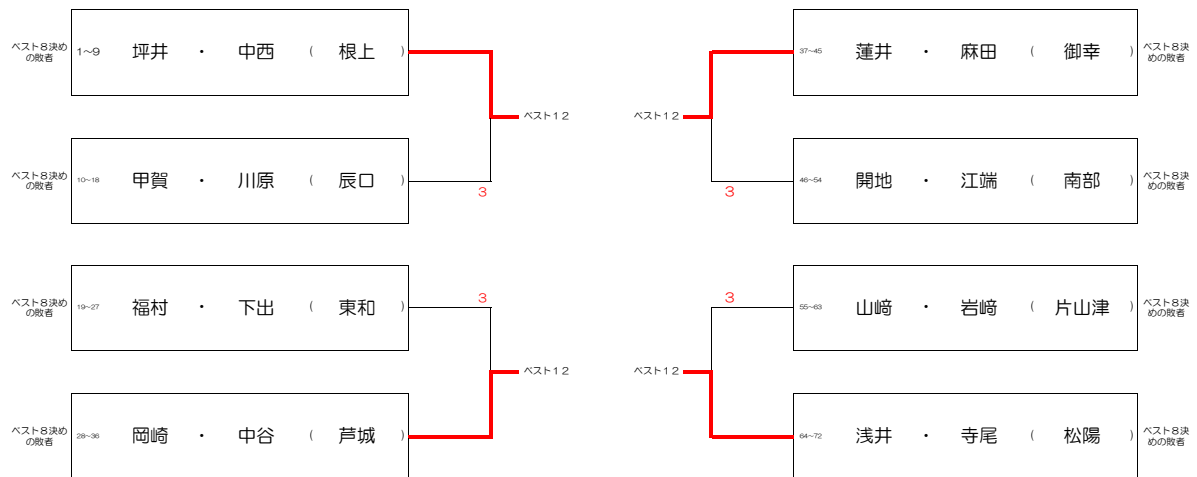 ベスト8決め
の敗者
1~9 坪井 ・ 中西 ( 根上 )
ベスト12
ベスト8決め
の敗者
10~18 甲賀 ・ 川原 ( 辰口 )
3
ベスト8決め
の敗者
19~27 福村 ・ 下出 ( 東和 )
3
ベスト12
ベスト8決め
の敗者
28~36 岡崎 ・ 中谷 ( 芦城 )
37~45 蓮井 ・ 麻田 ( 御幸 )
ベスト8決
めの敗者
ベスト12
46~54 開地 ・ 江端 ( 南部 )
ベスト8決
めの敗者
3
3
55~63 山﨑 ・ 岩﨑 ( 片山津 )
ベスト8決
めの敗者
ベスト12
64~72 浅井 ・ 寺尾 ( 松陽 )
ベスト8決
めの敗者